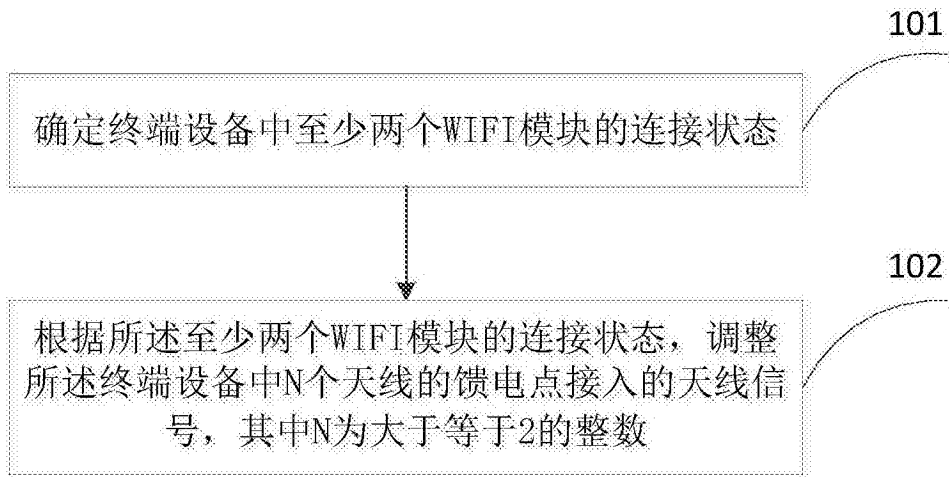 101
确定终端设备中至少两个WIFI模块的连接状态
102
根据所述至少两个WIFI模块的连接状态，调整
所述终端设备中N个天线的馈电点接入的天线信
号，其中N为大于等于2的整数